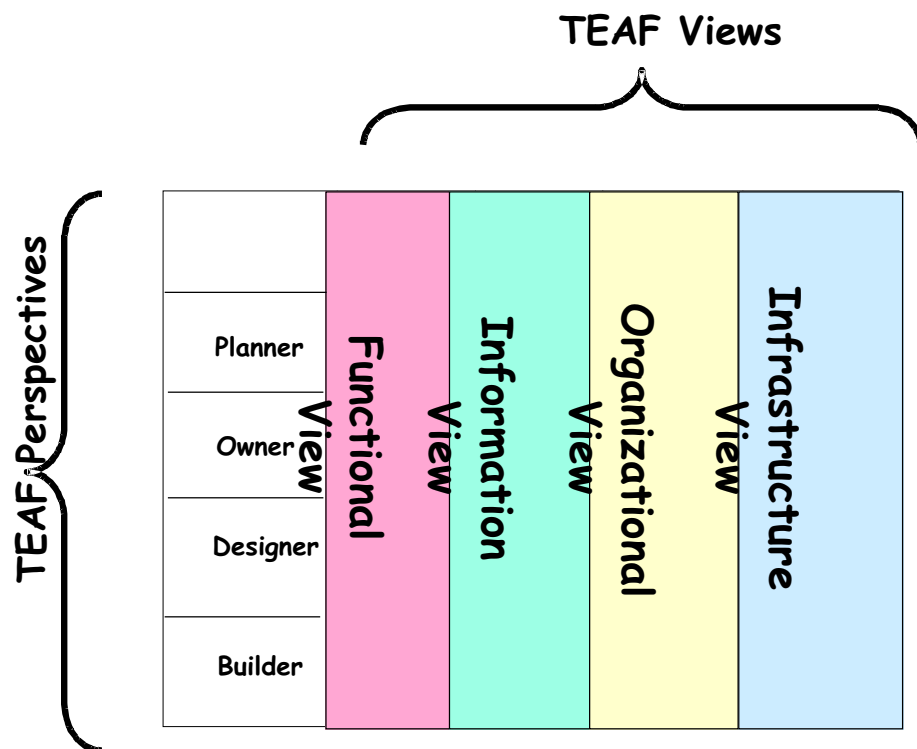 TEAF Views
TEAF Perspectives
Functional
View
Information
View
Organizational
View
Infrastructure
View
Planner
Owner
Designer
Builder